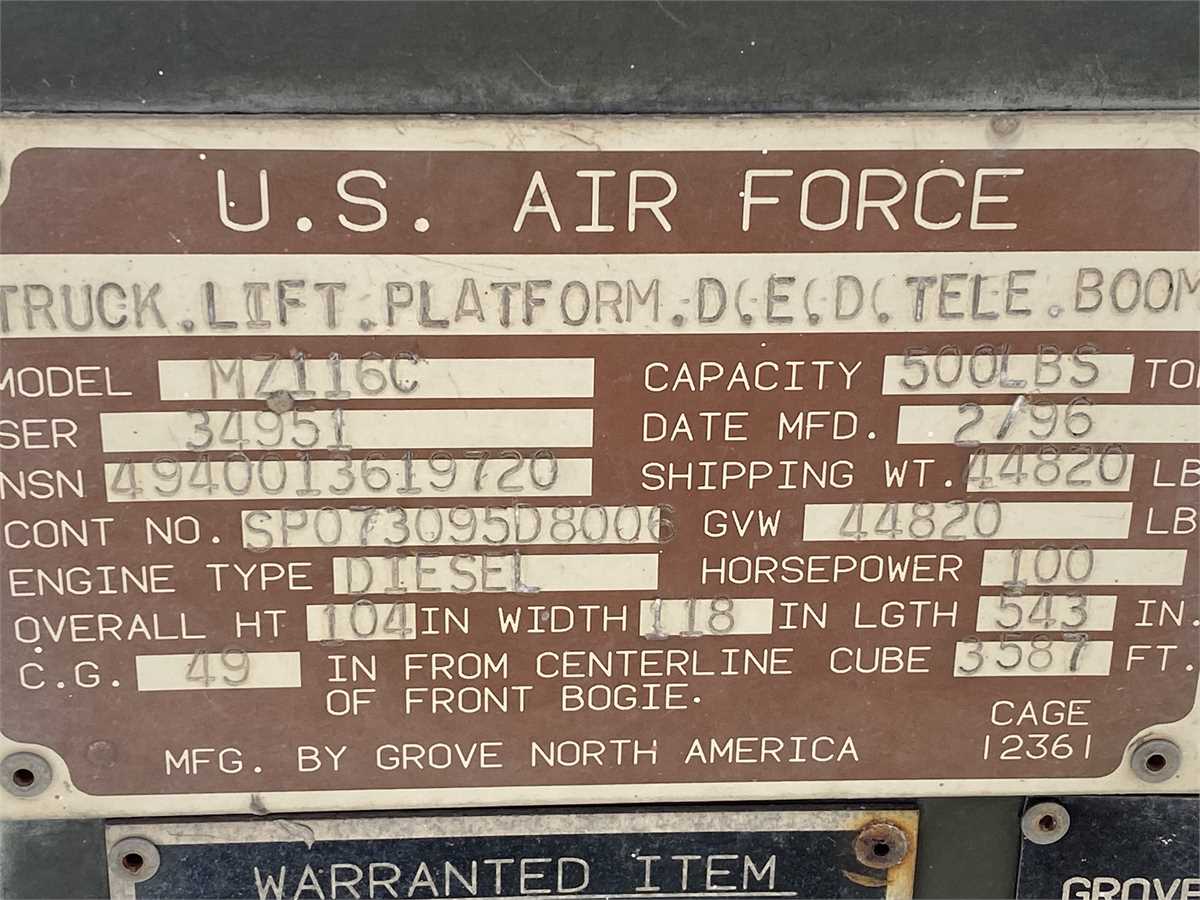 U.S. AIR FORCE
TRUCK.LIFT.PLATFORM.D.E.D.TELE.BOOM
MODEL MZ116C CAPACITY 500LBS TO
SER 34951 DATE MFD. 2/96
NSN 4940013619720 SHIPPING WT. 44820 LB
CONT NO. SP073095D8006 GVW 44820 LB
ENGINE TYPE DIESEL HORSEPOWER 100
OVERALL HT 104 IN WIDTH 118 IN LGTH 543 IN.
C.G. 49 IN FROM CENTERLINE CUBE 3587 FT.
OF FRONT BOGIE.
CAGE
MFG. BY GROVE NORTH AMERICA 12361
WARRANTED ITEM
GROVE